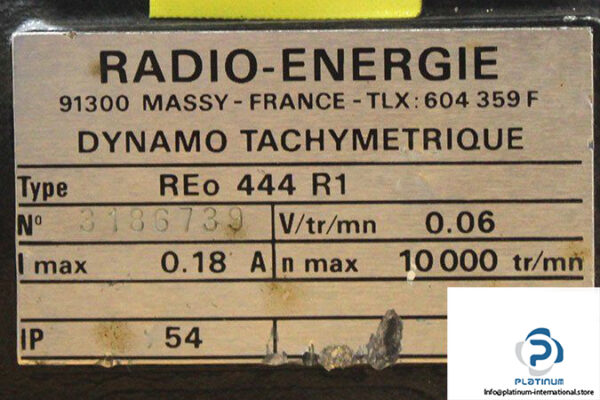 RADIO-ENERGIE
91300 MASSY - FRANCE - TLX: 604 359 F
DYNAMO TACHYMETRIQUE
Type REo 444 R1
N° 3186739 V/tr/mn 0.06
I max 0.18 A n max 10 000 tr/mn
IP 54
PLATINUM
Info@platinum-international.store